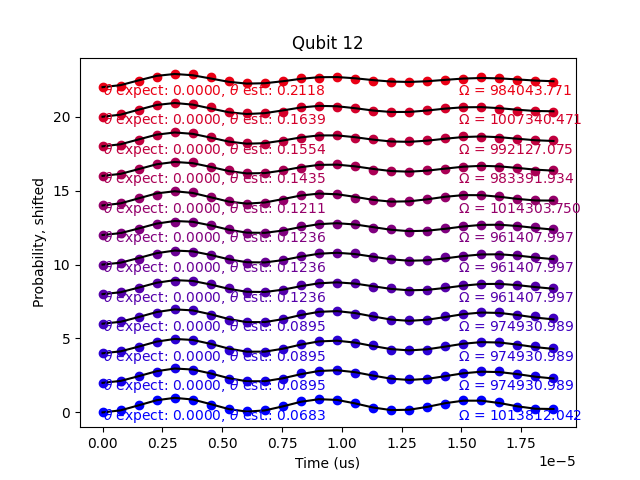 Qubit 12
θ expect: 0.0000, θ est.: 0.2118 Ω = 984043.771
θ expect: 0.0000, θ est.: 0.1639 Ω = 1007340.471
θ expect: 0.0000, θ est.: 0.1554 Ω = 992127.075
θ expect: 0.0000, θ est.: 0.1435 Ω = 983391.934
θ expect: 0.0000, θ est.: 0.1211 Ω = 1014303.750
θ expect: 0.0000, θ est.: 0.1236 Ω = 961407.997
θ expect: 0.0000, θ est.: 0.1236 Ω = 961407.997
θ expect: 0.0000, θ est.: 0.1236 Ω = 961407.997
θ expect: 0.0000, θ est.: 0.0895 Ω = 974930.989
θ expect: 0.0000, θ est.: 0.0895 Ω = 974930.989
θ expect: 0.0000, θ est.: 0.0895 Ω = 974930.989
θ expect: 0.0000, θ est.: 0.0683 Ω = 1013812.042
20
15
10
5
0
Probability, shifted
0.00 0.25 0.50 0.75 1.00 1.25 1.50 1.75
1e−5
Time (us)